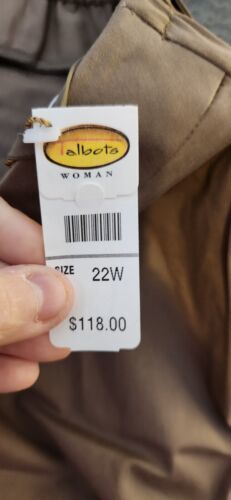 Talbots
WOMAN
SIZE 22W
$118.00